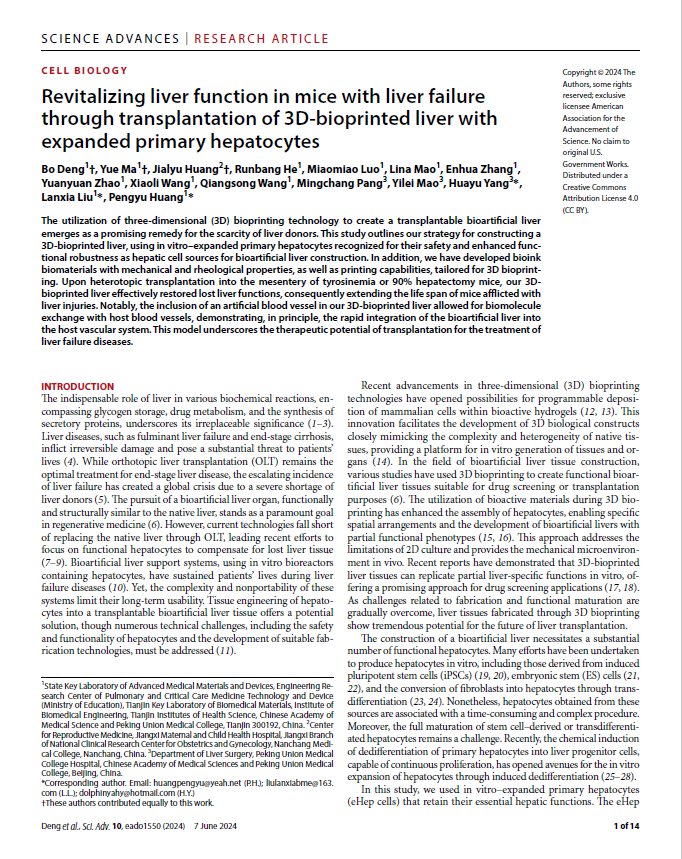 SCIENCE ADVANCES | RESEARCH ARTICLE
CELL BIOLOGY
Revitalizing liver function in mice with liver failure
through transplantation of 3D-bioprinted liver with
expanded primary hepatocytes
Bo Deng1†, Yue Ma1†, Jialyu Huang2†, Runbang He1, Miaomiao Luo1, Lina Mao1, Enhua Zhang1,
Yuanyuan Zhao1, Xiaoli Wang1, Qiangsong Wang1, Mingchang Pang3, Yilei Mao3, Huayu Yang3*,
Lanxia Liu1*, Pengyu Huang1*
The utilization of three-dimensional (3D) bioprinting technology to create a transplantable bioartificial liver
emerges as a promising remedy for the scarcity of liver donors. This study outlines our strategy for constructing a
3D-bioprinted liver, using in vitro–expanded primary hepatocytes recognized for their safety and enhanced func-
tional robustness as hepatic cell sources for bioartificial liver construction. In addition, we have developed bioink
biomaterials with mechanical and rheological properties, as well as printing capabilities, tailored for 3D bioprint-
ing. Upon heterotopic transplantation into the mesentery of tyrosinemia or 90% hepatectomy mice, our 3D-
bioprinted liver effectively restored lost liver functions, consequently extending the life span of mice afflicted with
liver injuries. Notably, the inclusion of an artificial blood vessel in our 3D-bioprinted liver allowed for biomolecule
exchange with host blood vessels, demonstrating, in principle, the rapid integration of the bioartificial liver into
the host vascular system. This model underscores the therapeutic potential of transplantation for the treatment of
liver failure diseases.
Copyright © 2024 The
Authors, some rights
reserved; exclusive
licensee American
Association for the
Advancement of
Science. No claim to
original U.S.
Government Works.
Distributed under a
Creative Commons
Attribution License 4.0
(CC BY).
INTRODUCTION
The indispensable role of liver in various biochemical reactions, en-
compassing glycogen storage, drug metabolism, and the synthesis of
secretory proteins, underscores its irreplaceable significance (1–3).
Liver diseases, such as fulminant liver failure and end-stage cirrhosis,
inflict irreversible damage and pose a substantial threat to patients'
lives (4). While orthotopic liver transplantation (OLT) remains the
optimal treatment for end-stage liver disease, the escalating incidence
of liver failure has created a global crisis due to a severe shortage of
liver donors (5). The pursuit of a bioartificial liver organ, functionally
and structurally similar to the native liver, stands as a paramount goal
in regenerative medicine (6). However, current technologies fall short
of replacing the native liver through OLT, leading recent efforts to
focus on functional hepatocytes to compensate for lost liver tissue
(7–9). Bioartificial liver support systems, using in vitro bioreactors
containing hepatocytes, have sustained patients' lives during liver
failure diseases (10). Yet, the complexity and nonportability of these
systems limit their long-term usability. Tissue engineering of hepato-
cytes into a transplantable bioartificial liver tissue offers a potential
solution, though numerous technical challenges, including the safety
and functionality of hepatocytes and the development of suitable fab-
rication technologies, must be addressed (11).
1State Key Laboratory of Advanced Medical Materials and Devices, Engineering Re-
search Center of Pulmonary and Critical Care Medicine Technology and Device
(Ministry of Education), Tianjin Key Laboratory of Biomedical Materials, Institute of
Biomedical Engineering, Tianjin Institutes of Health Science, Chinese Academy of
Medical Science and Peking Union Medical College, Tianjin 300192, China. 2Center
for Reproductive Medicine, Jiangxi Maternal and Child Health Hospital, Jiangxi Branch
of National Clinical Research Center for Obstetrics and Gynecology, Nanchang Medi-
cal College, Nanchang, China. 3Department of Liver Surgery, Peking Union Medical
College Hospital, Chinese Academy of Medical Sciences and Peking Union Medical
College, Beijing, China.
*Corresponding author. Email: huangpengyu@yeah.net (P.H.); liulanxiabme@163.
com (L.L.); dolphinyahy@hotmail.com (H.Y.)
†These authors contributed equally to this work.
Recent advancements in three-dimensional (3D) bioprinting
technologies have opened possibilities for programmable deposi-
tion of mammalian cells within bioactive hydrogels (12, 13). This
innovation facilitates the development of 3D biological constructs
closely mimicking the complexity and heterogeneity of native tis-
sues, providing a platform for in vitro generation of tissues and or-
gans (14). In the field of bioartificial liver tissue construction,
various studies have used 3D bioprinting to create functional bioar-
tificial liver tissues suitable for drug screening or transplantation
purposes (6). The utilization of bioactive materials during 3D bio-
printing has enhanced the assembly of hepatocytes, enabling specific
spatial arrangements and the development of bioartificial livers with
partial functional phenotypes (15, 16). This approach addresses the
limitations of 2D culture and provides the mechanical microenviron-
ment in vivo. Recent reports have demonstrated that 3D-bioprinted
liver tissues can replicate partial liver-specific functions in vitro, of-
fering a promising approach for drug screening applications (17, 18).
As challenges related to fabrication and functional maturation are
gradually overcome, liver tissues fabricated through 3D bioprinting
show tremendous potential for the future of liver transplantation.
The construction of a bioartificial liver necessitates a substantial
number of functional hepatocytes. Many efforts have been undertaken
to produce hepatocytes in vitro, including those derived from induced
pluripotent stem cells (iPSCs) (19, 20), embryonic stem (ES) cells (21,
22), and the conversion of fibroblasts into hepatocytes through trans-
differentiation (23, 24). Nonetheless, hepatocytes obtained from these
sources are associated with a time-consuming and complex procedure.
Moreover, the full maturation of stem cell–derived or transdifferenti-
ated hepatocytes remains a challenge. Recently, the chemical induction
of dedifferentiation of primary hepatocytes into liver progenitor cells,
capable of continuous proliferation, has opened avenues for the in vitro
expansion of hepatocytes through induced dedifferentiation (25–28).
In this study, we used in vitro–expanded primary hepatocytes
(eHep cells) that retain their essential hepatic functions. The eHep
Deng et al., Sci. Adv. 10, eado1550 (2024) 7 June 2024
1 of 14